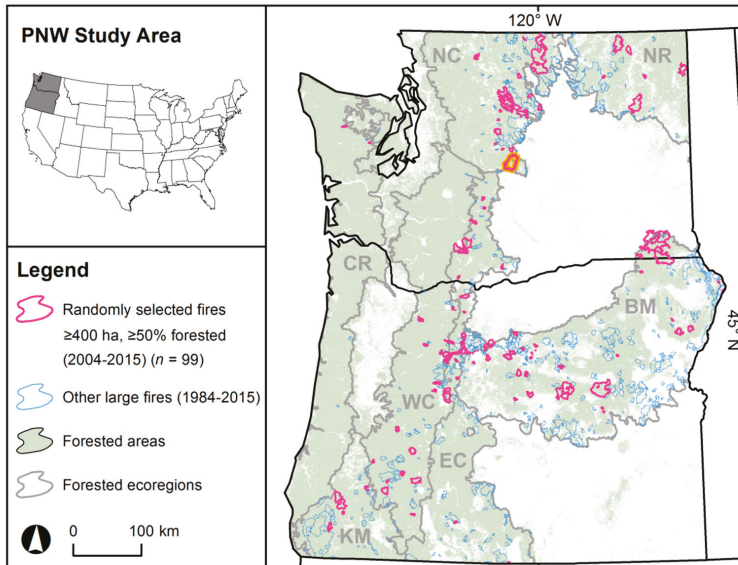 PNW Study Area
Legend
Randomly selected fires
≥400 ha, ≥50% forested
(2004-2015) (n = 99)
Other large fires (1984-2015)
Forested areas
Forested ecoregions
0 100 km
120° W
NC
NR
CR
BM
45° N
WC
EC
KM